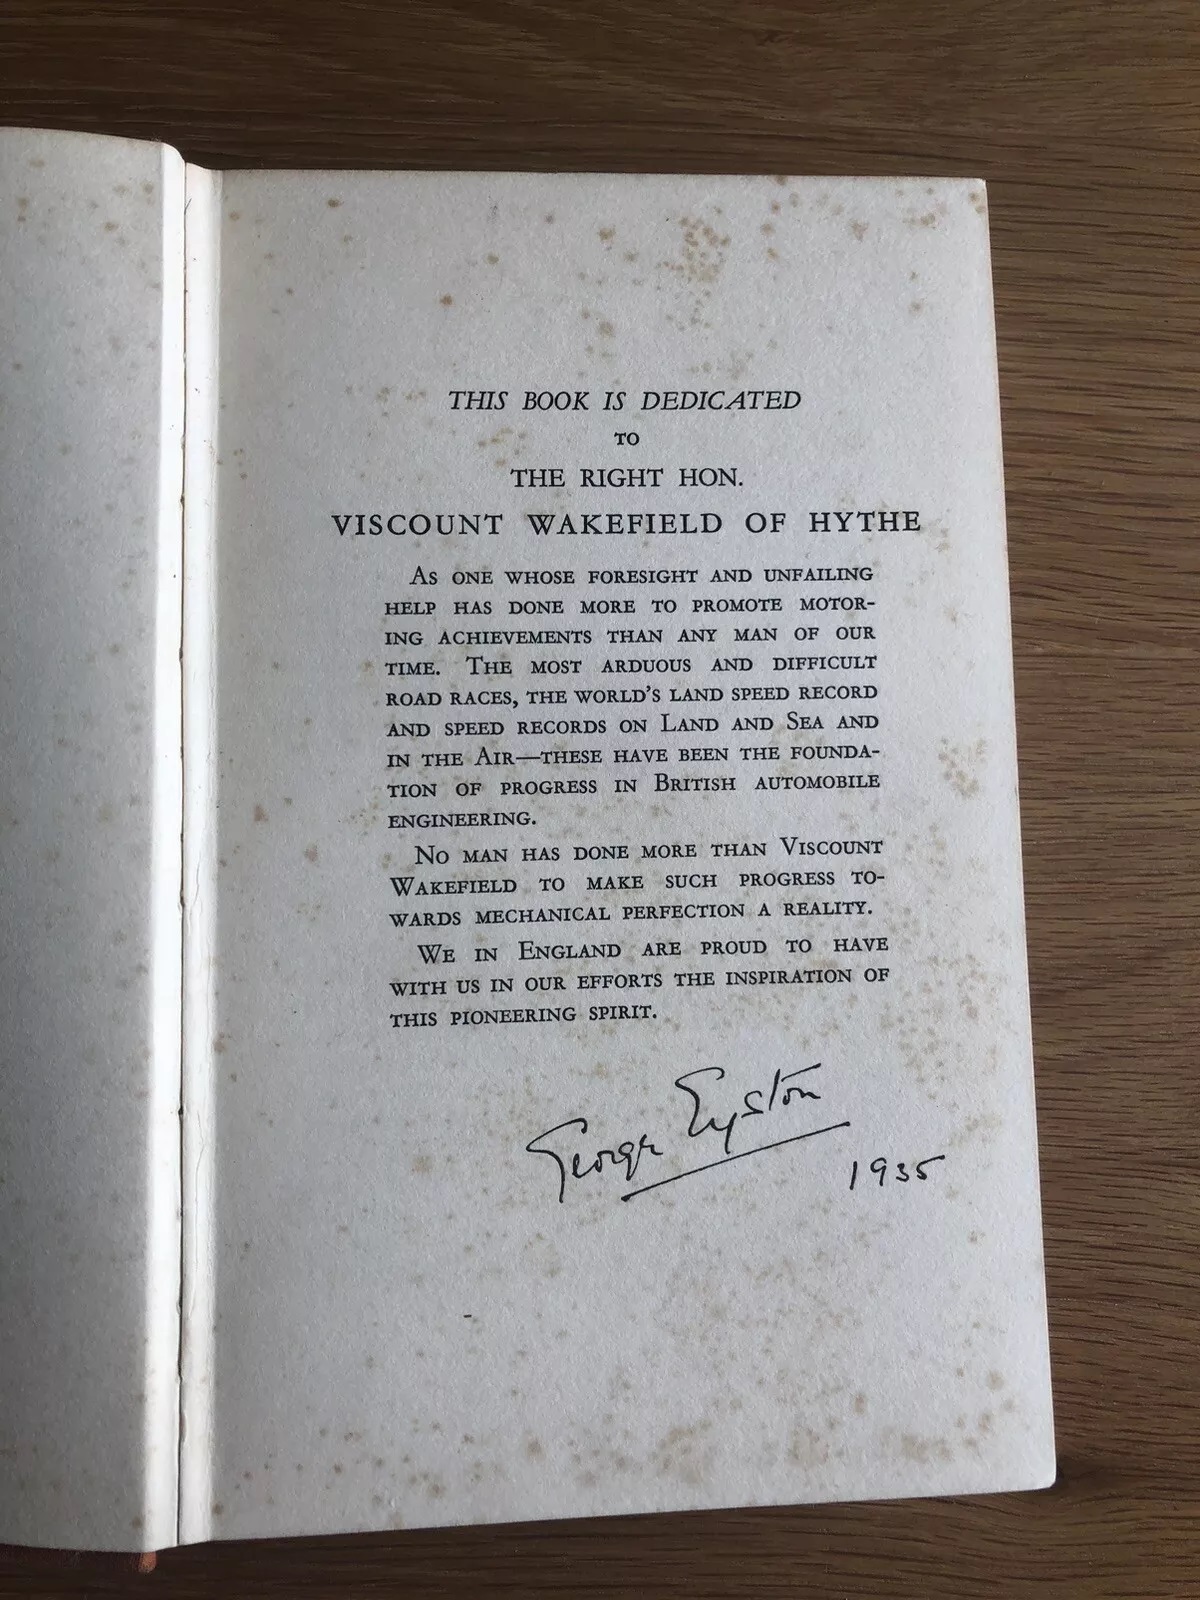 THIS BOOK IS DEDICATED
TO
THE RIGHT HON.
VISCOUNT WAKEFIELD OF HYTHE
AS ONE WHOSE FORESIGHT AND UNFAILING
HELP HAS DONE MORE TO PROMOTE MOTOR-
ING ACHIEVEMENTS THAN ANY MAN OF OUR
TIME. THE MOST ARDUOUS AND DIFFICULT
ROAD RACES, THE WORLD'S LAND SPEED RECORD
AND SPEED RECORDS ON LAND AND SEA AND
IN THE AIR—THESE HAVE BEEN THE FOUNDA-
TION OF PROGRESS IN BRITISH AUTOMOBILE
ENGINEERING.
NO MAN HAS DONE MORE THAN VISCOUNT
WAKEFIELD TO MAKE SUCH PROGRESS TO-
WARDS MECHANICAL PERFECTION A REALITY.
WE IN ENGLAND ARE PROUD TO HAVE
WITH US IN OUR EFFORTS THE INSPIRATION OF
THIS PIONEERING SPIRIT.
George Eyston
1935